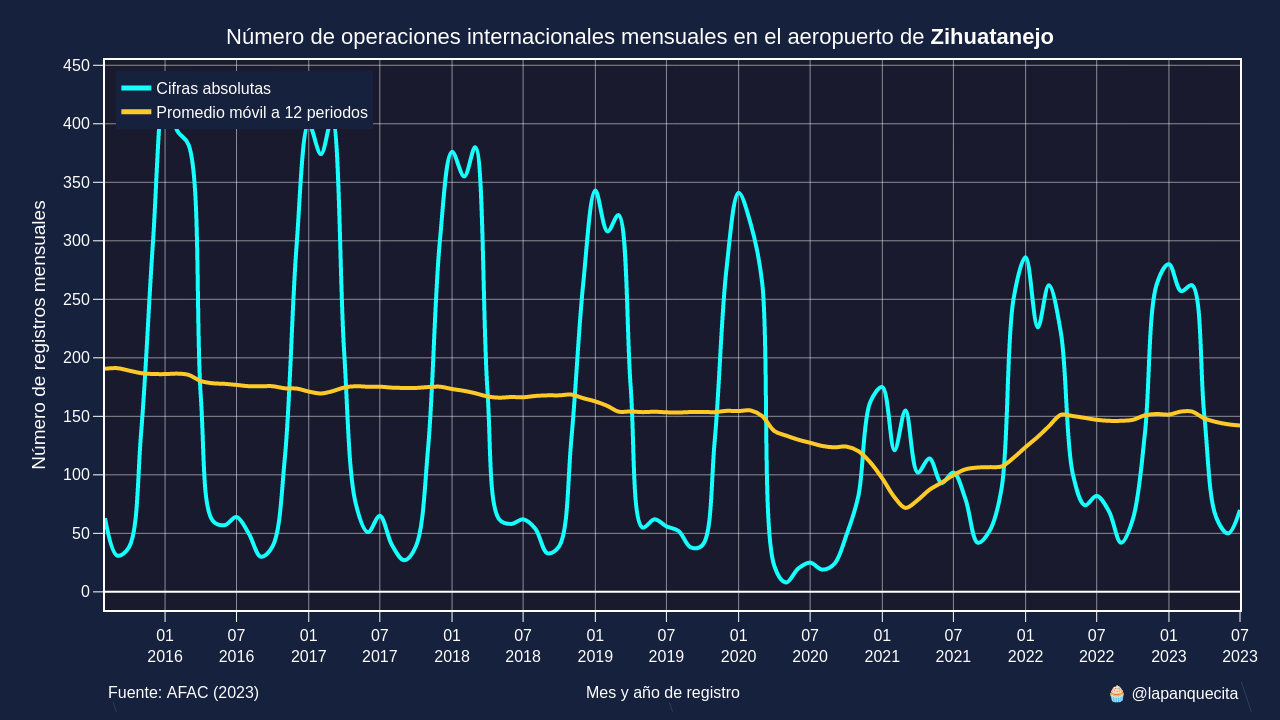 Número de operaciones internacionales mensuales en el aeropuerto de Zihuatanejo
Cifras absolutas
Promedio móvil a 12 periodos
Número de registros mensuales
450
400
350
300
250
200
150
100
50
0
01 07 01 07 01 07 01 07 01 07 01 07 01 07 01 07
2016 2016 2017 2017 2018 2018 2019 2019 2020 2020 2021 2021 2022 2022 2023 2023
Fuente: AFAC (2023) Mes y año de registro 🧁 @lapanquecita